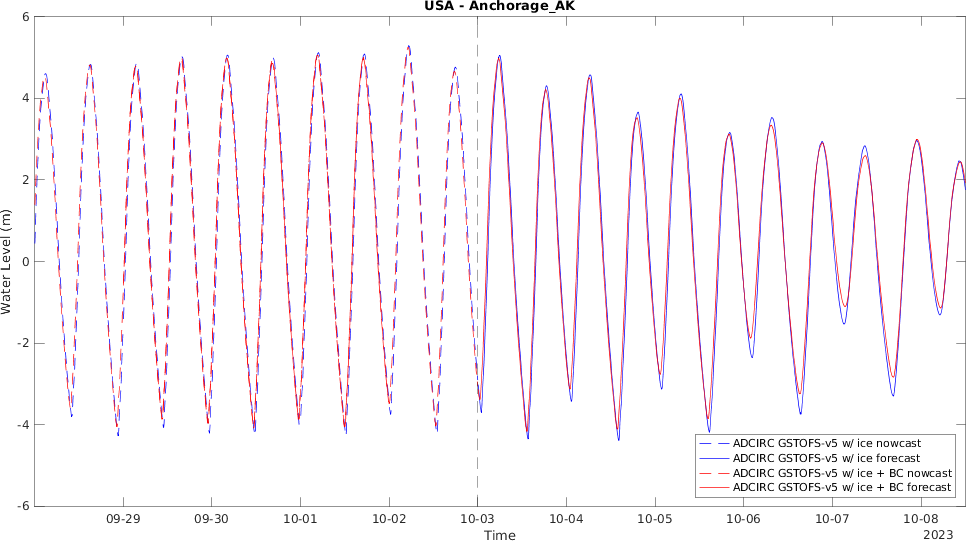 USA - Anchorage_AK
6
4
2
0
-2
-4
-6
Water Level (m)
ADCIRC GSTOFS-v5 w/ ice nowcast
ADCIRC GSTOFS-v5 w/ ice forecast
ADCIRC GSTOFS-v5 w/ ice + BC nowcast
ADCIRC GSTOFS-v5 w/ ice + BC forecast
09-29 09-30 10-01 10-02 10-03 10-04 10-05 10-06 10-07 10-08
Time
2023